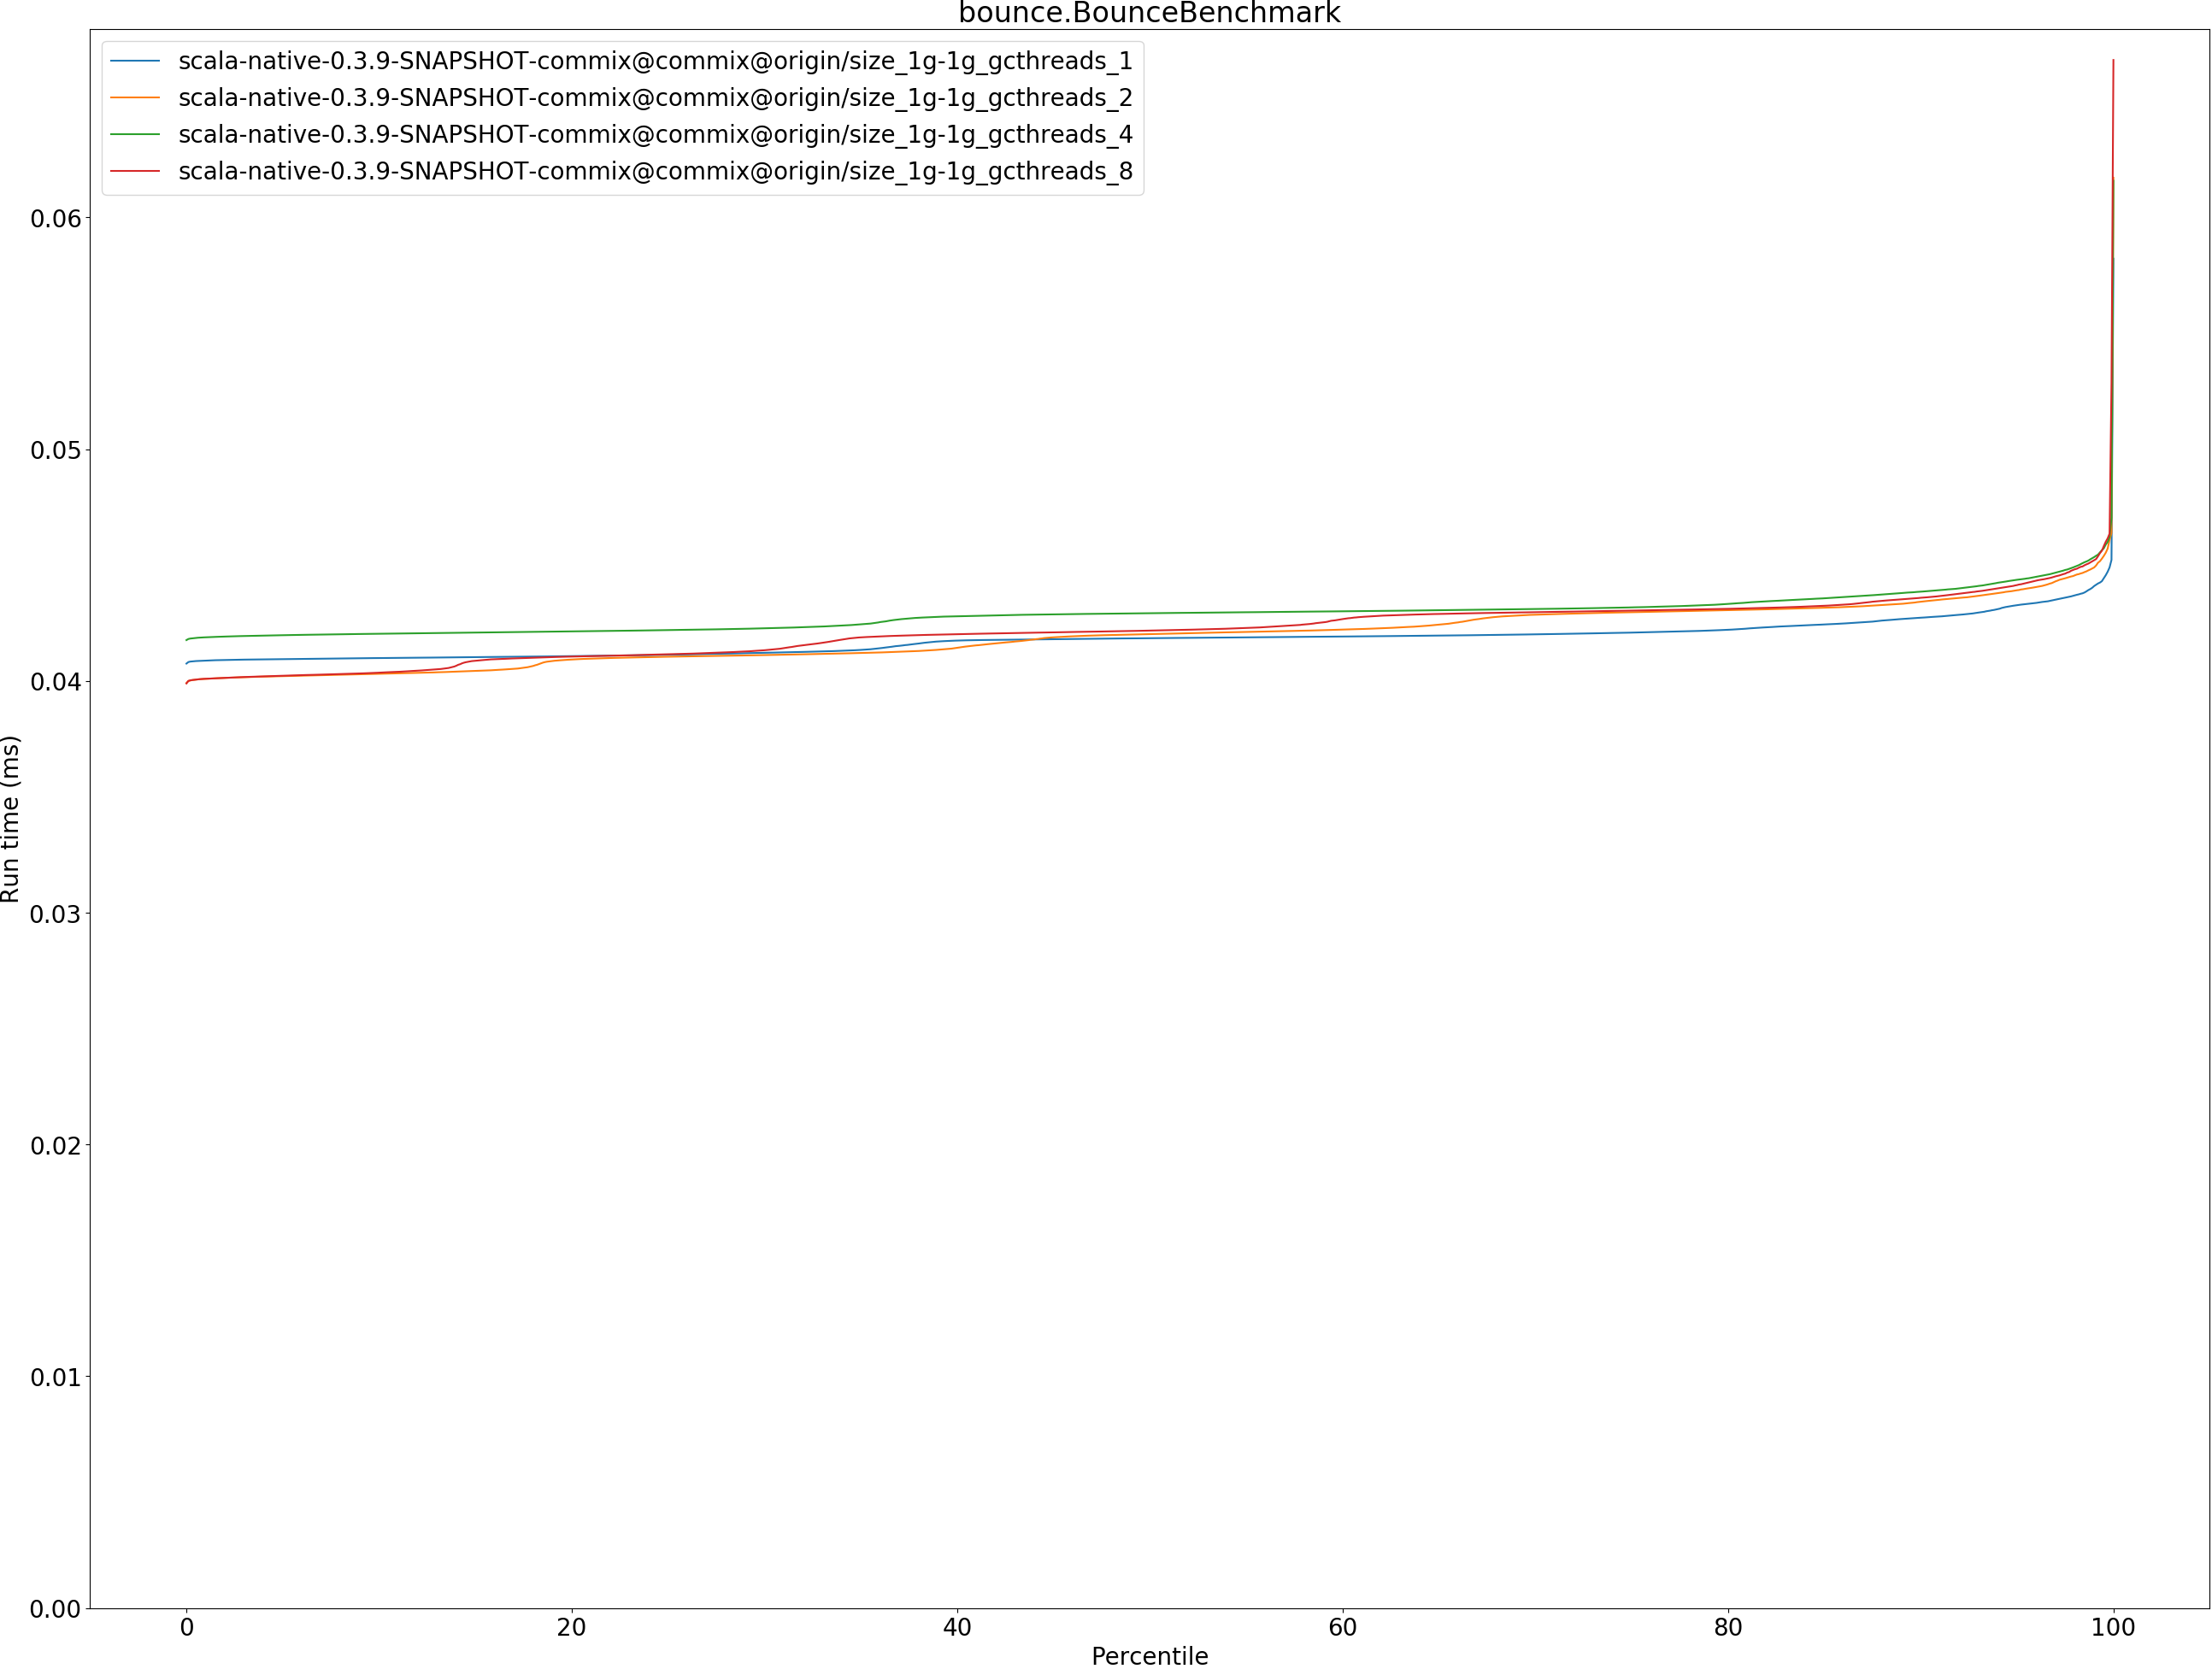 bounce.BounceBenchmark
scala-native-0.3.9-SNAPSHOT-commix@commix@origin/size_1g-1g_gcthreads_1
scala-native-0.3.9-SNAPSHOT-commix@commix@origin/size_1g-1g_gcthreads_2
scala-native-0.3.9-SNAPSHOT-commix@commix@origin/size_1g-1g_gcthreads_4
scala-native-0.3.9-SNAPSHOT-commix@commix@origin/size_1g-1g_gcthreads_8
0.06
0.05
0.04
0.03
0.02
0.01
0.00
Run time (ms)
0 20 40 60 80 100
Percentile